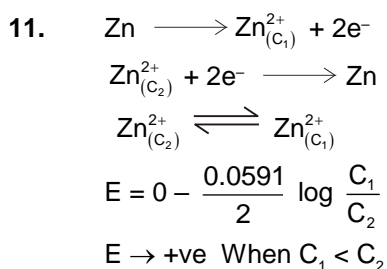 11. Zn ⟶ Zn²⁺(C₁) + 2e⁻
Zn²⁺(C₂) + 2e⁻ ⟶ Zn
Zn²⁺(C₂) ⇌ Zn²⁺(C₁)
E = 0 – 0.0591/2 log C₁/C₂
E → +ve When C₁ < C₂